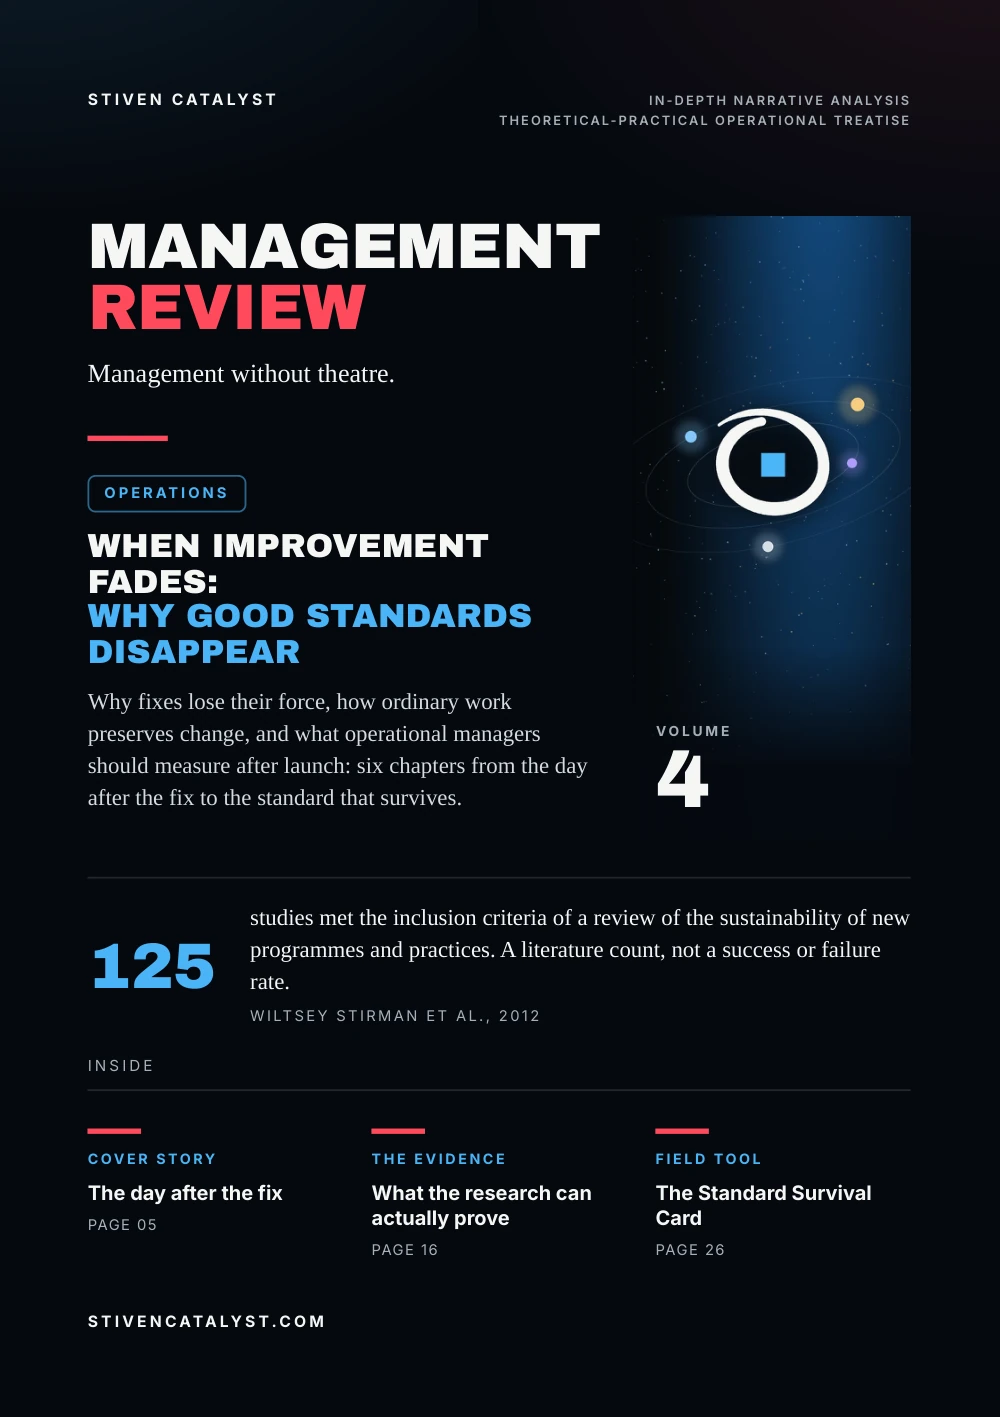 STIVEN CATALYST
IN-DEPTH NARRATIVE ANALYSIS
THEORETICAL-PRACTICAL OPERATIONAL TREATISE
MANAGEMENT
REVIEW
Management without theatre.
OPERATIONS
WHEN IMPROVEMENT
FADES:
WHY GOOD STANDARDS
DISAPPEAR
Why fixes lose their force, how ordinary work
preserves change, and what operational managers
should measure after launch: six chapters from the day
after the fix to the standard that survives.
VOLUME
4
125
studies met the inclusion criteria of a review of the sustainability of new
programmes and practices. A literature count, not a success or failure
rate.
WILTSEY STIRMAN ET AL., 2012
INSIDE
COVER STORY
The day after the fix
PAGE 05
THE EVIDENCE
What the research can
actually prove
PAGE 16
FIELD TOOL
The Standard Survival
Card
PAGE 26
STIVENCATALYST.COM